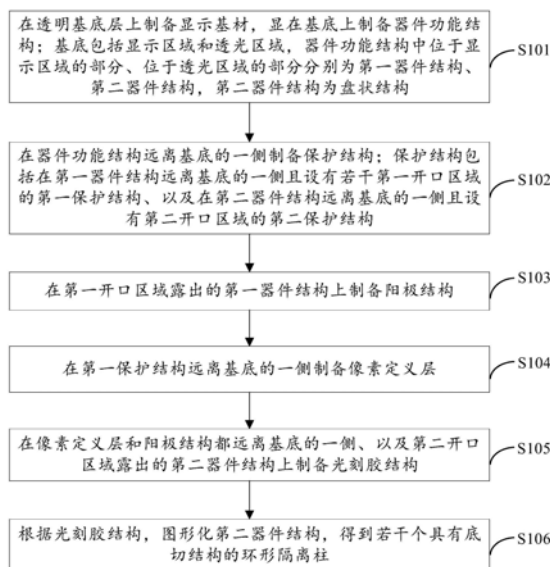 在透明基底层上制备显示基材，显在基底上制备器件功能结
构；基底包括显示区域和透光区域，器件功能结构中位于显
示区域的部分、位于透光区域的部分分别为第一器件结构、
第二器件结构，第二器件结构为盘状结构
S101
在器件功能结构远离基底的一侧制备保护结构；保护结构包
括在第一器件结构远离基底的一侧且设有若干第一开口区域
的第一保护结构、以及在第二器件结构远离基底的一侧且设
有第二开口区域的第二保护结构
S102
在第一开口区域露出的第一器件结构上制备阳极结构
S103
在第一保护结构远离基底的一侧制备像素定义层
S104
在像素定义层和阳极结构都远离基底的一侧、以及第二开口
区域露出的第二器件结构上制备光刻胶结构
S105
根据光刻胶结构，图形化第二器件结构，得到若干个具有底
切结构的环形隔离柱
S106